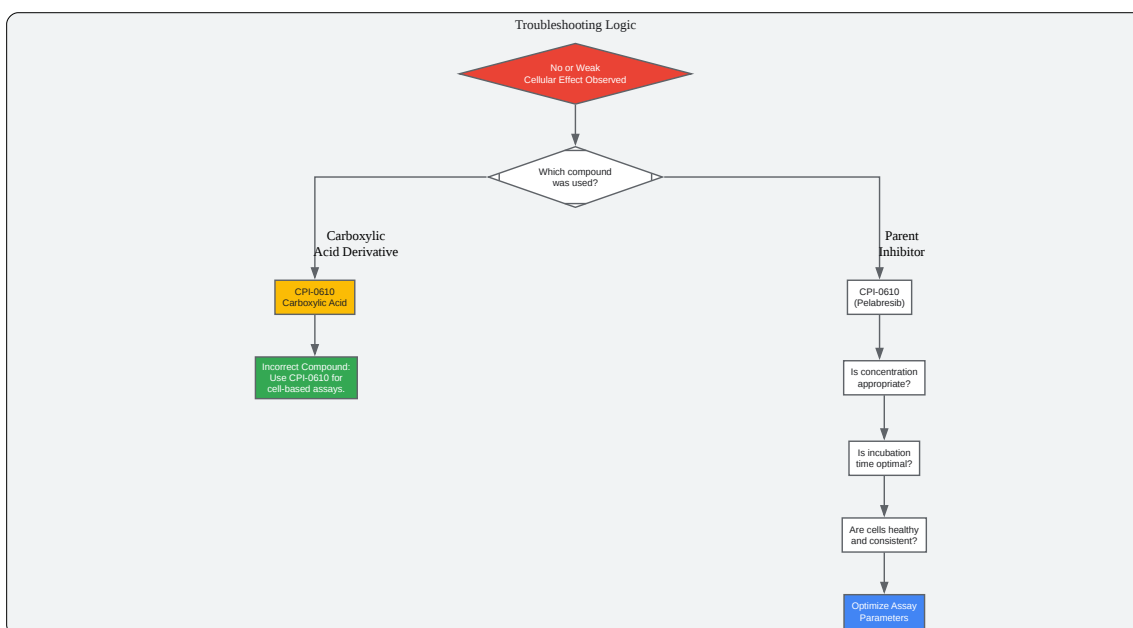 Troubleshooting Logic
No or Weak
Cellular Effect Observed
Which compound
was used?
Carboxylic
Acid Derivative
Parent
Inhibitor
CPI-0610
Carboxylic Acid
CPI-0610
(Pelabresib)
Incorrect Compound:
Use CPI-0610 for
cell-based assays.
Is concentration
appropriate?
Is incubation
time optimal?
Are cells healthy
and consistent?
Optimize Assay
Parameters